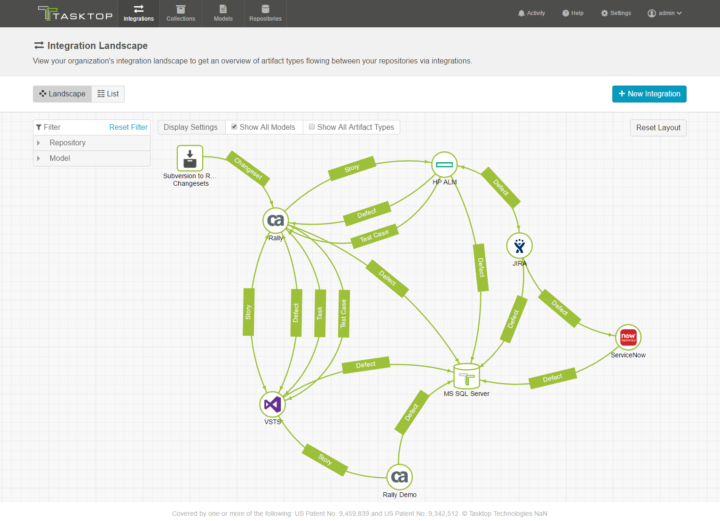 TASKTOP
Integrations
Collections
Models
Repositories
Activity
Help
Settings
admin
Integration Landscape
View your organization's integration landscape to get an overview of artifact types flowing between your repositories via integrations.
Landscape
List
+ New Integration
Filter
Reset Filter
Repository
Model
Display Settings
Show All Models
Show All Artifact Types
Reset Layout
Subversion to R...
Changesets
Changeset
Story
HP ALM
Defect
Defect
Test Case
ca
Rally
JIRA
Defect
Defect
Story
Defect
Task
Test Case
Defect
Defect
new
ServiceNow
Defect
MS SQL Server
Defect
VSTS
Defect
Story
ca
Rally Demo
Covered by one or more of the following: US Patent No. 9,459,839 and US Patent No. 9,342,512. © Tasktop Technologies NaN